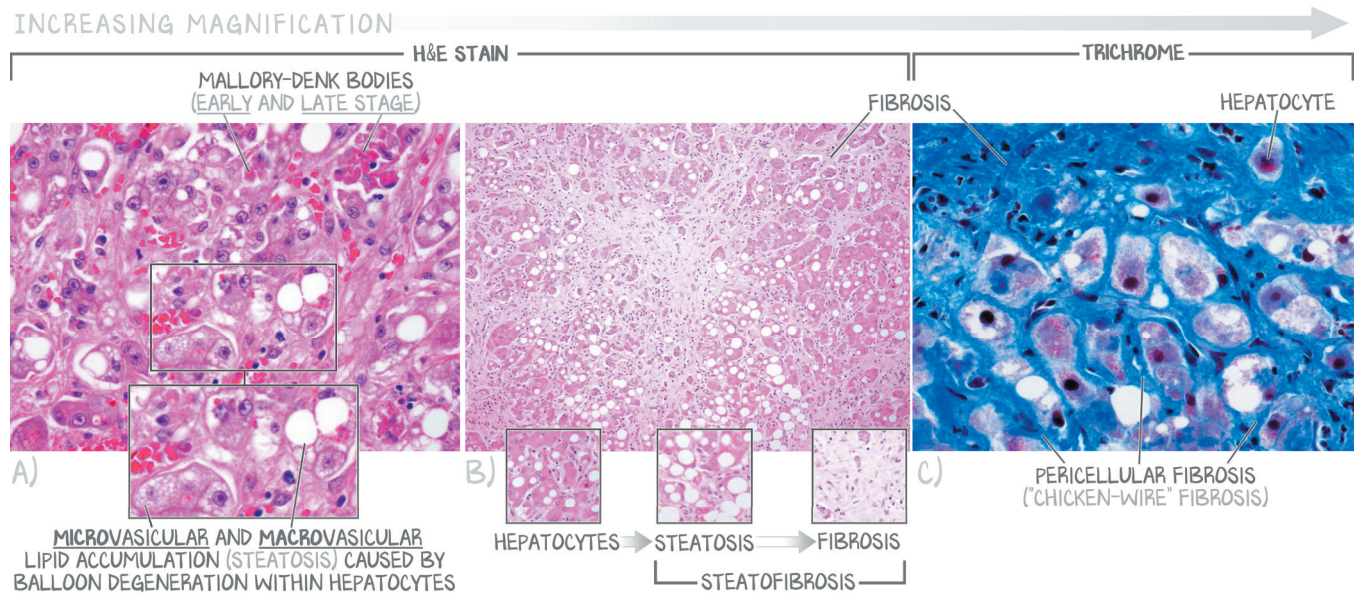 INCREASING MAGNIFICATION
H&E STAIN
TRICHROME
MALLORY-DENK BODIES
(EARLY AND LATE STAGE)
FIBROSIS
HEPATOCYTE
A)
B)
C)
PERICELLULAR FIBROSIS
("CHICKEN-WIRE" FIBROSIS)
MICROVASICULAR AND MACROVASICULAR
LIPID ACCUMULATION (STEATOSIS) CAUSED BY
BALLOON DEGENERATION WITHIN HEPATOCYTES
HEPATOCYTES
STEATOSIS
FIBROSIS
STEATOFIBROSIS